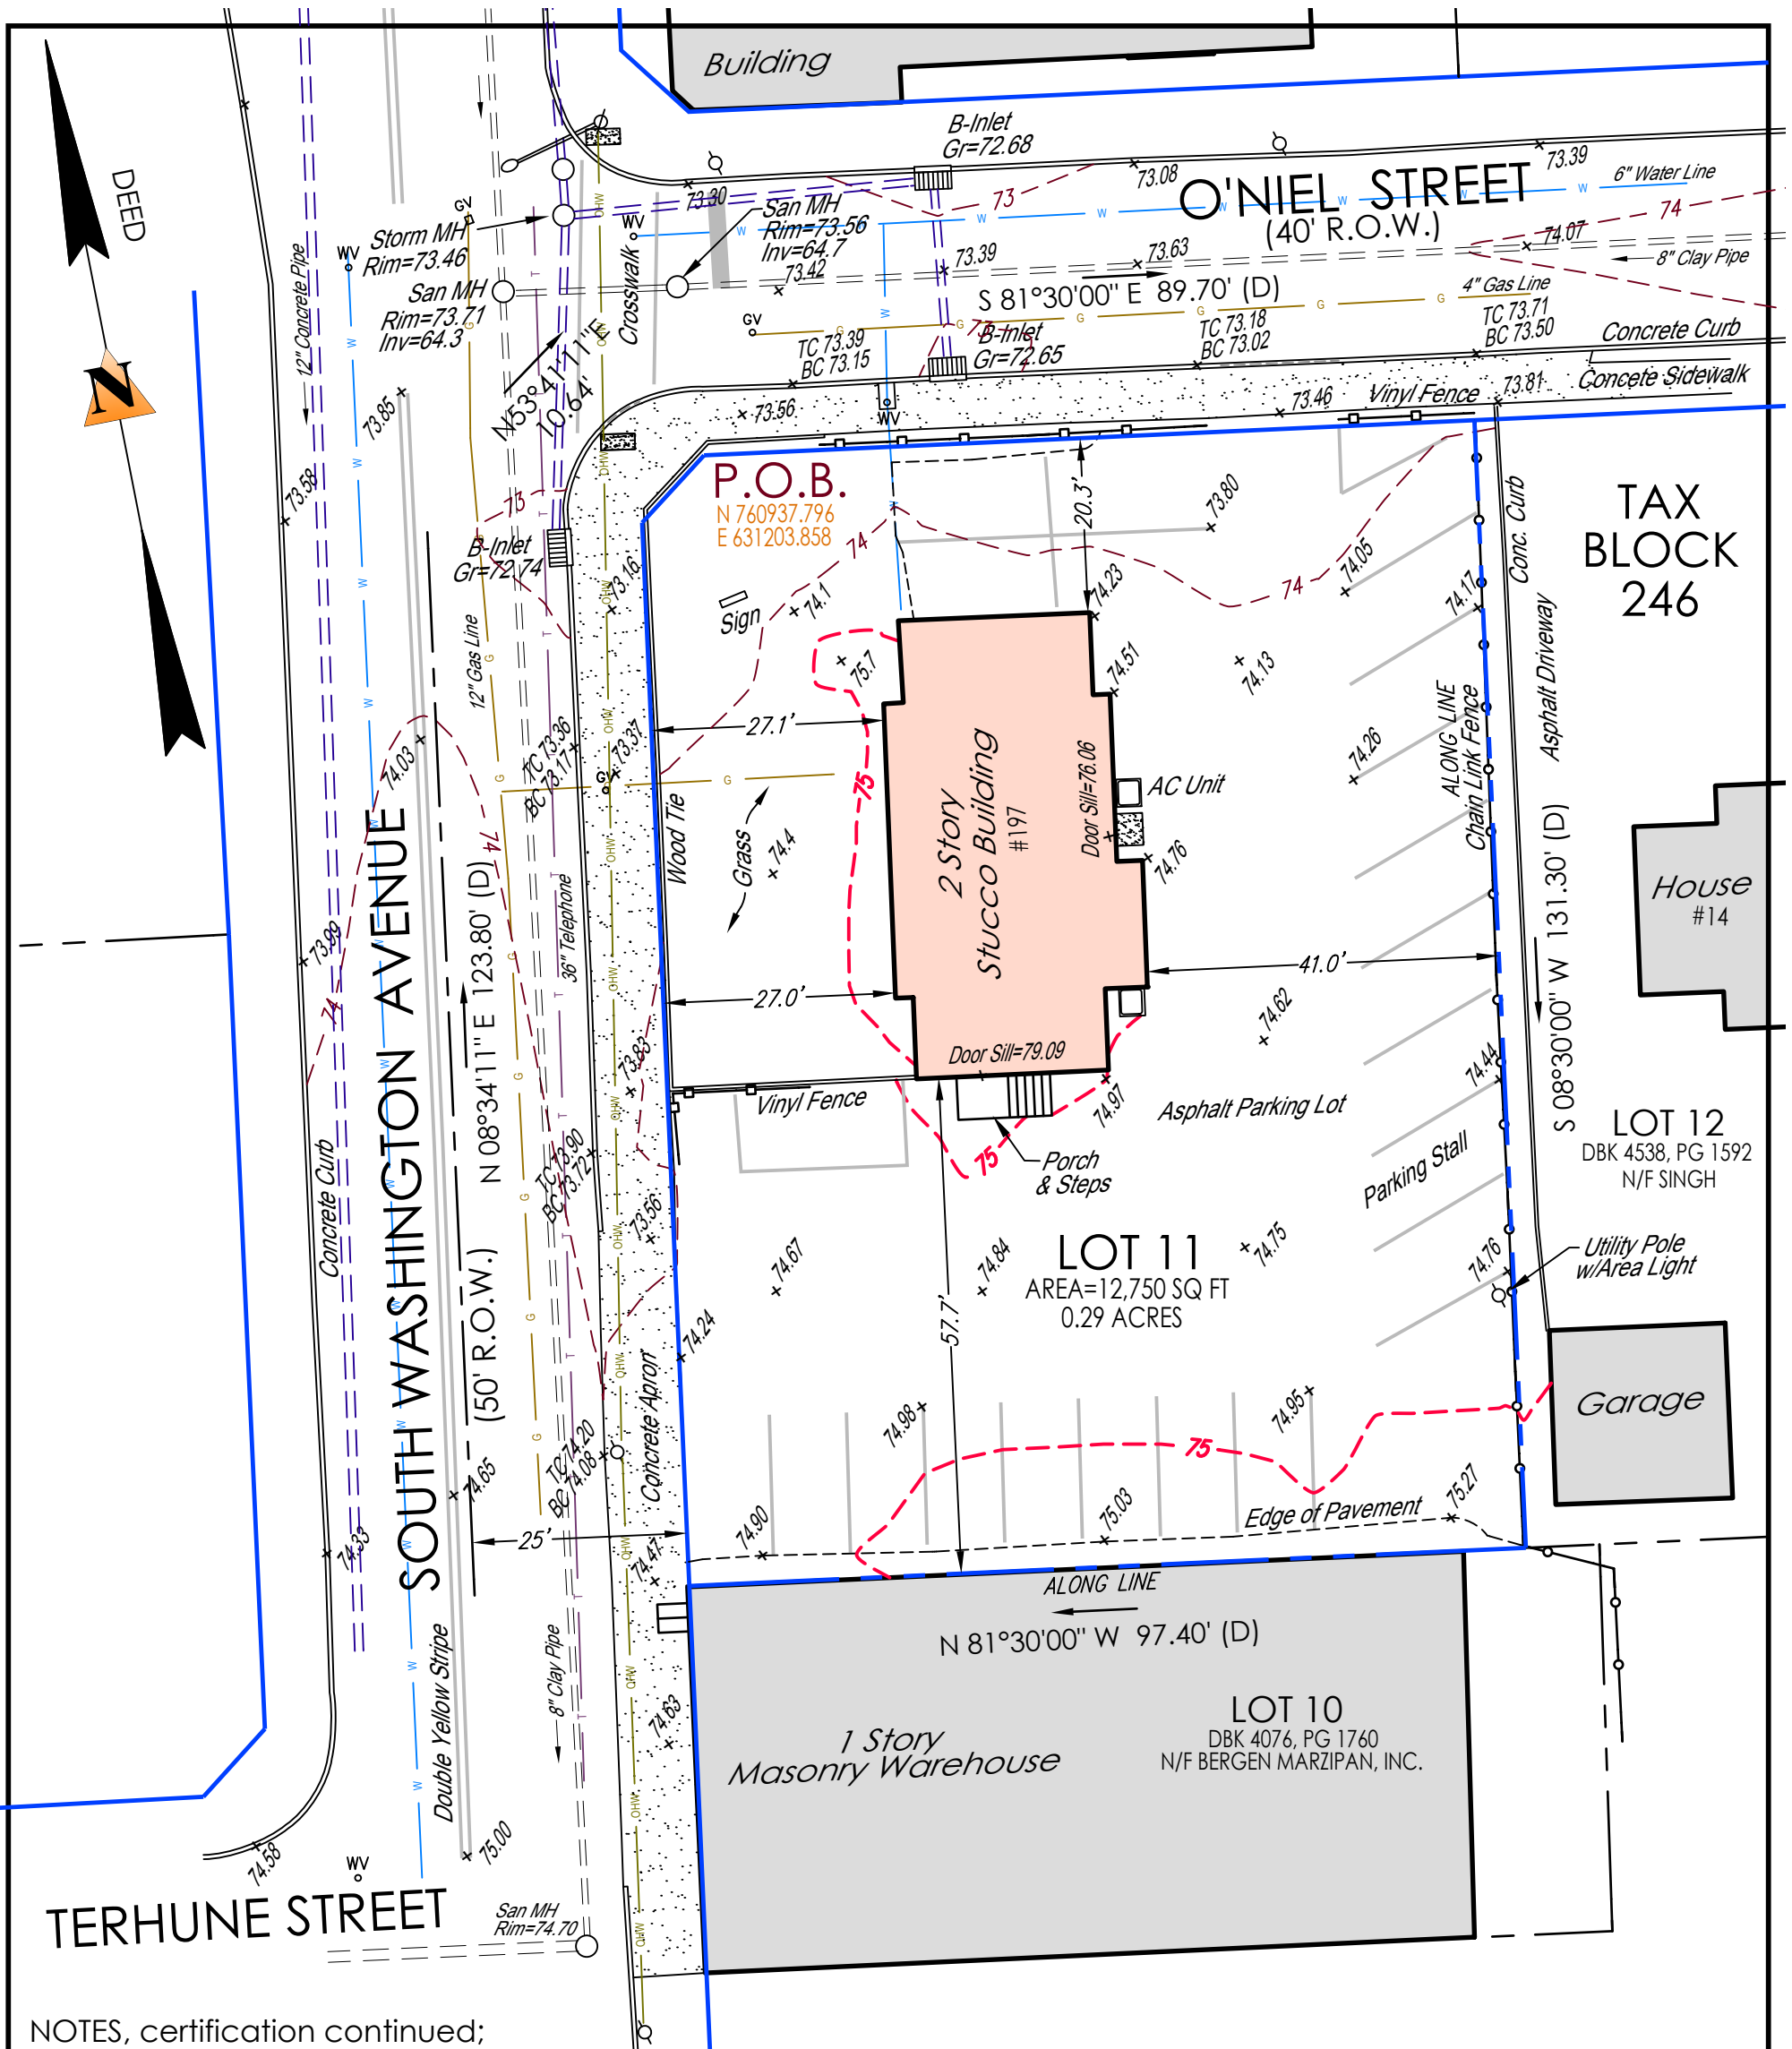 Building
DEED
N
B-Inlet
Gr=72.68
73.39
73.08
O'NIEL STREET
(40' R.O.W.)
6" Water Line
W
W
W
W
W
W
74
73
73.30
San MH
Rim=73.56
Inv=64.7
GV
WV
WV
OHW
Storm MH
Rim=73.46
12" Concrete Pipe
T
San MH
Rim=73.71
Inv=64.3
Crosswalk
73.42
73.39
73.63
74.07
8" Clay Pipe
S 81°30'00" E 89.70' (D)
4" Gas Line
G
G
G
G
G
GV
TC 73.39
BC 73.15
73
B-Inlet
Gr=72.65
TC 73.18
BC 73.02
TC 73.71
BC 73.50
Concrete Curb
Concete Sidewalk
N53°41'11"E
10.64'
73.85
73.56
WV
73.46
Vinyl Fence
73.81
P.O.B.
N 760937.796
E 631203.858
20.3'
73.80
Conc. Curb
TAX
BLOCK
246
73.58
73
B-Inlet
Gr=72.74
73.16
74
74.05
74.17
74
74.23
Sign
74.1
Asphalt Driveway
12" Gas Line
75.7
74.51
74.13
ALONG LINE
Chain Link Fence
27.1'
74.03
TC 73.36
BC 73.17
73.37
GV
G
75
2 Story
Stucco Building
#197
Door Sill=76.06
AC Unit
74.26
SOUTH WASHINGTON AVENUE
(50' R.O.W.)
N 08°34'11" E 123.80' (D)
74
Wood Tie
Grass
74.4
74.76
House
#14
36" Telephone
73.99
74
27.0'
41.0'
S 08°30'00" W 131.30' (D)
74.62
73.83
Door Sill=79.09
74.44
Vinyl Fence
74.97
Asphalt Parking Lot
LOT 12
DBK 4538, PG 1592
N/F SINGH
Concrete Curb
TC 73.90
BC 73.72
75
Porch
& Steps
Parking Stall
73.56
74.67
74.84
LOT 11
AREA=12,750 SQ FT
0.29 ACRES
74.75
74.76
Utility Pole
w/Area Light
57.7'
74.24
Concrete Apron
74.98
74.95
Garage
TC 74.20
BC 74.08
74.65
75
74.90
75.03
Edge of Pavement
75.27
25'
74.33
74.47
ALONG LINE
N 81°30'00" W 97.40' (D)
Double Yellow Stripe
8" Clay Pipe
74.63
LOT 10
DBK 4076, PG 1760
N/F BERGEN MARZIPAN, INC.
1 Story
Masonry Warehouse
74.58
75.00
WV
TERHUNE STREET
San MH
Rim=74.70
NOTES, certification continued;